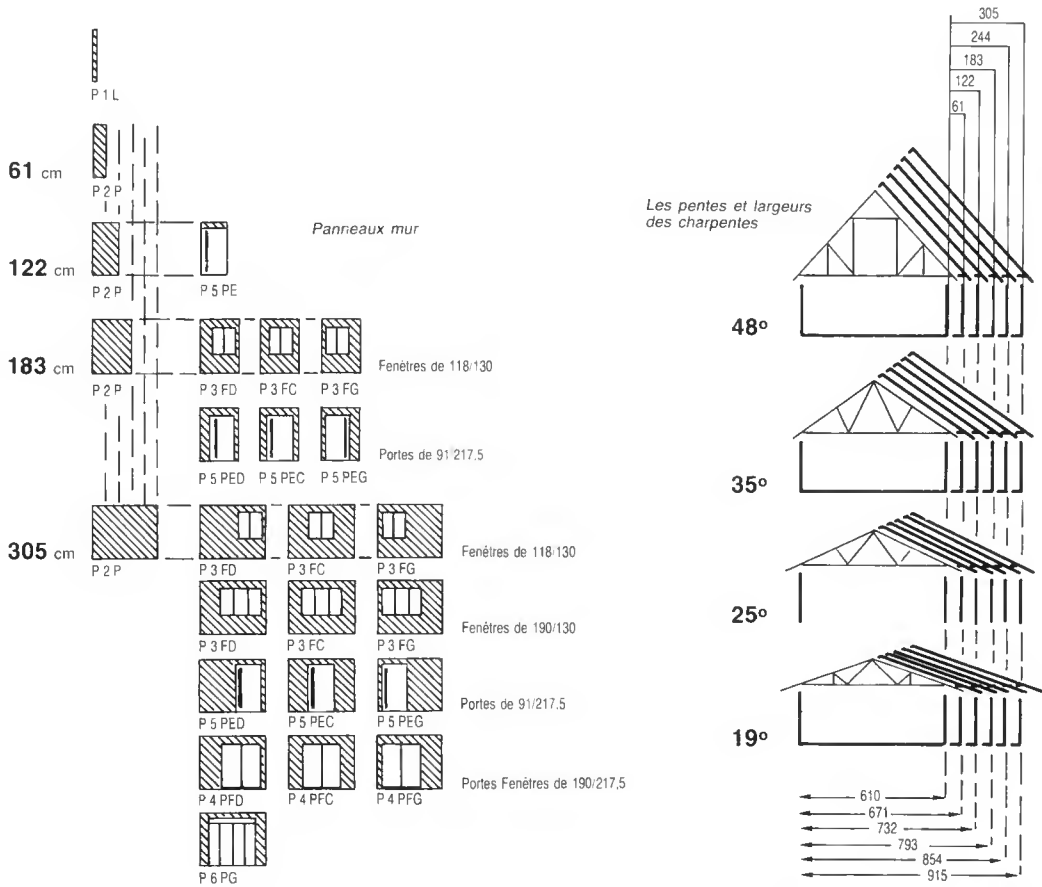 P 1 L
61 cm
P 2 P
Panneaux mur
122 cm
P 2 P
P 5 PE
183 cm
P 2 P
P 3 FD
P 3 FC
P 3 FG
Fenêtres de 118/130
P 5 PED
P 5 PEC
P 5 PEG
Portes de 91/217.5
305 cm
P 2 P
P 3 FD
P 3 FC
P 3 FG
Fenêtres de 118/130
P 3 FD
P 3 FC
P 3 FG
Fenêtres de 190/130
P 5 PED
P 5 PEC
P 5 PEG
Portes de 91/217.5
P 4 PFD
P 4 PFC
P 4 PFG
Portes Fenêtres de 190/217,5
P 6 PG
305
244
183
122
61
Les pentes et largeurs
des charpentes
48º
35º
25º
19º
610
671
732
793
854
915